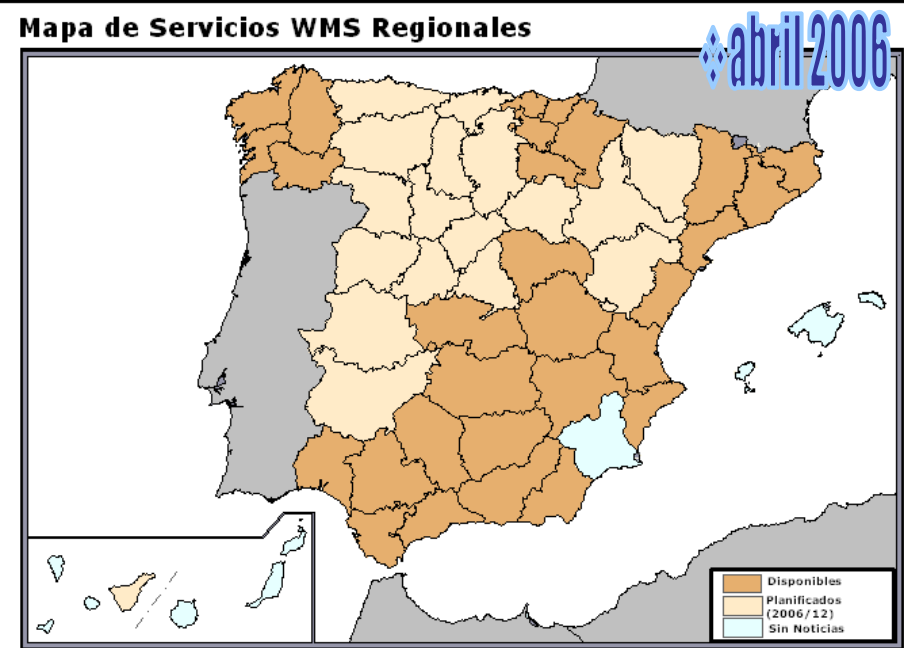 Mapa de Servicios WMS Regionales
abril 2006
Disponibles
Planificados
(2006/12)
Sin Noticias